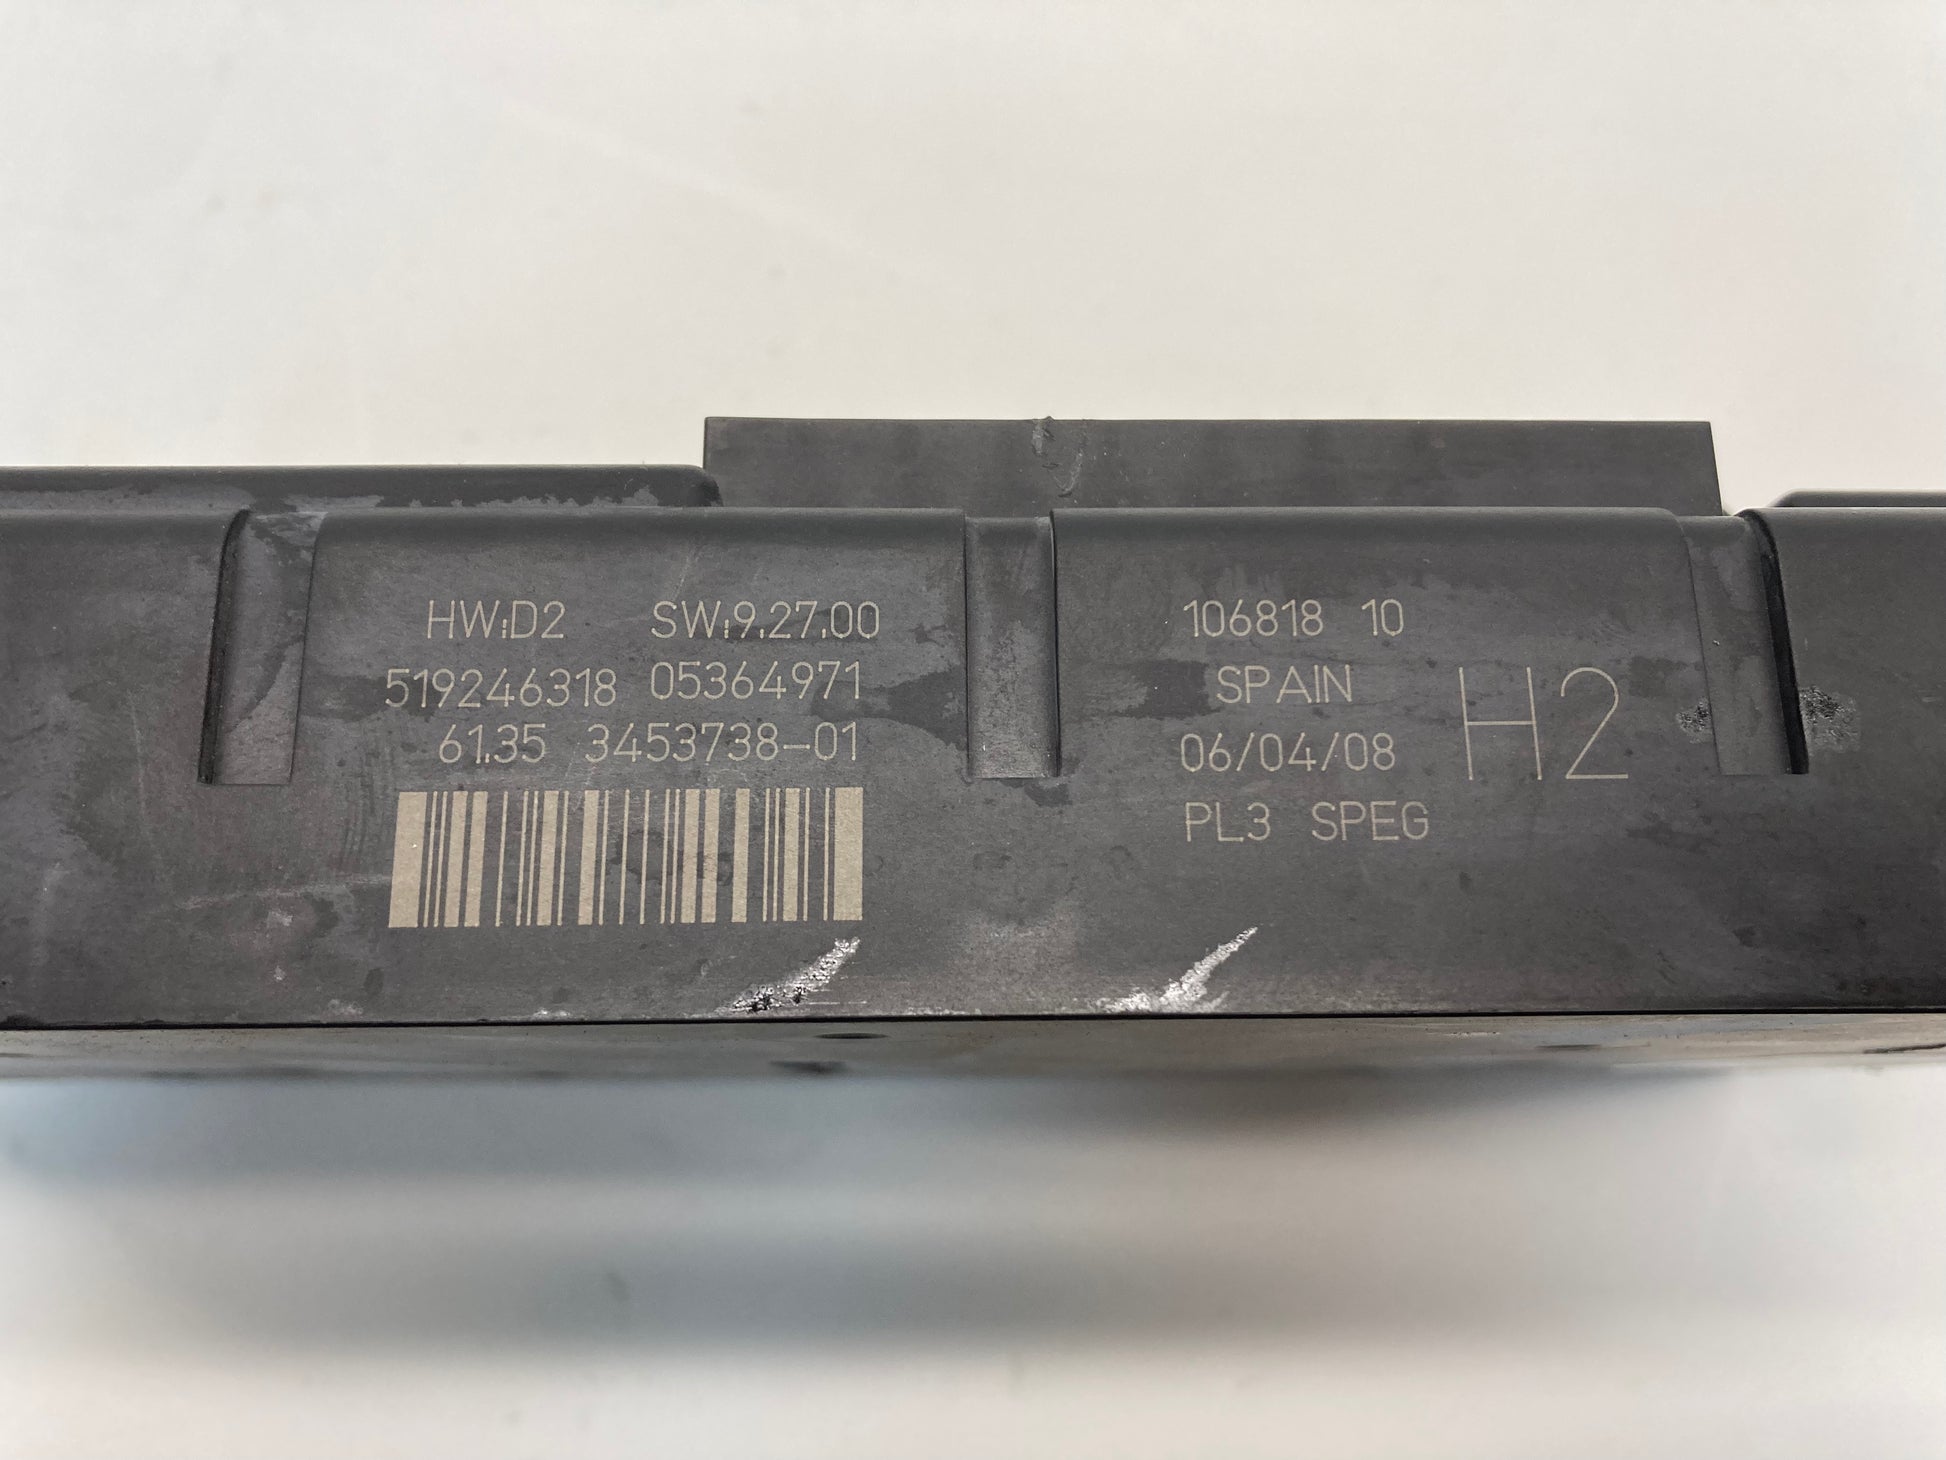 HW:D2 SW:9.27.00
519246318 05364971
61.35 3453738-01
106818 10
SPAIN
06/04/08
PL3 SPEG
H2